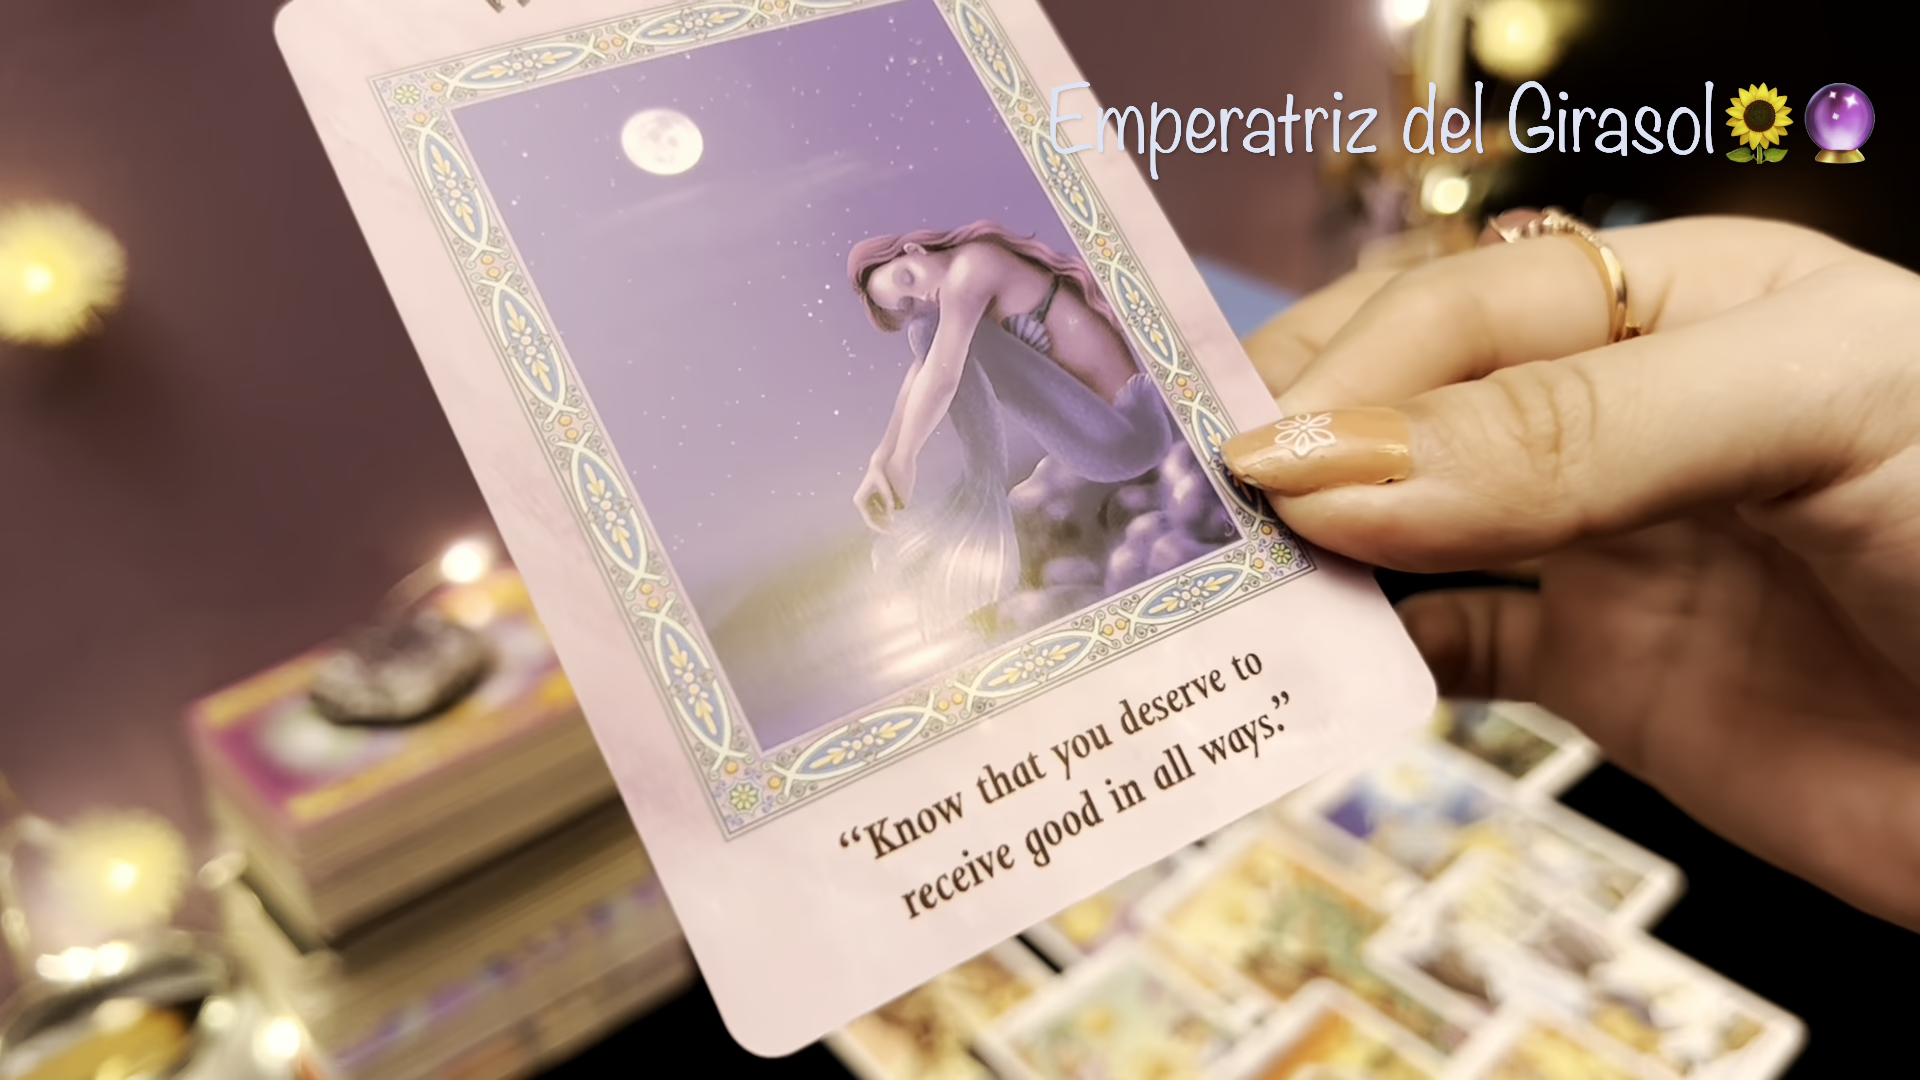 Emperatriz del Girasol🌻🔮
“Know that you deserve to
receive good in all ways.”